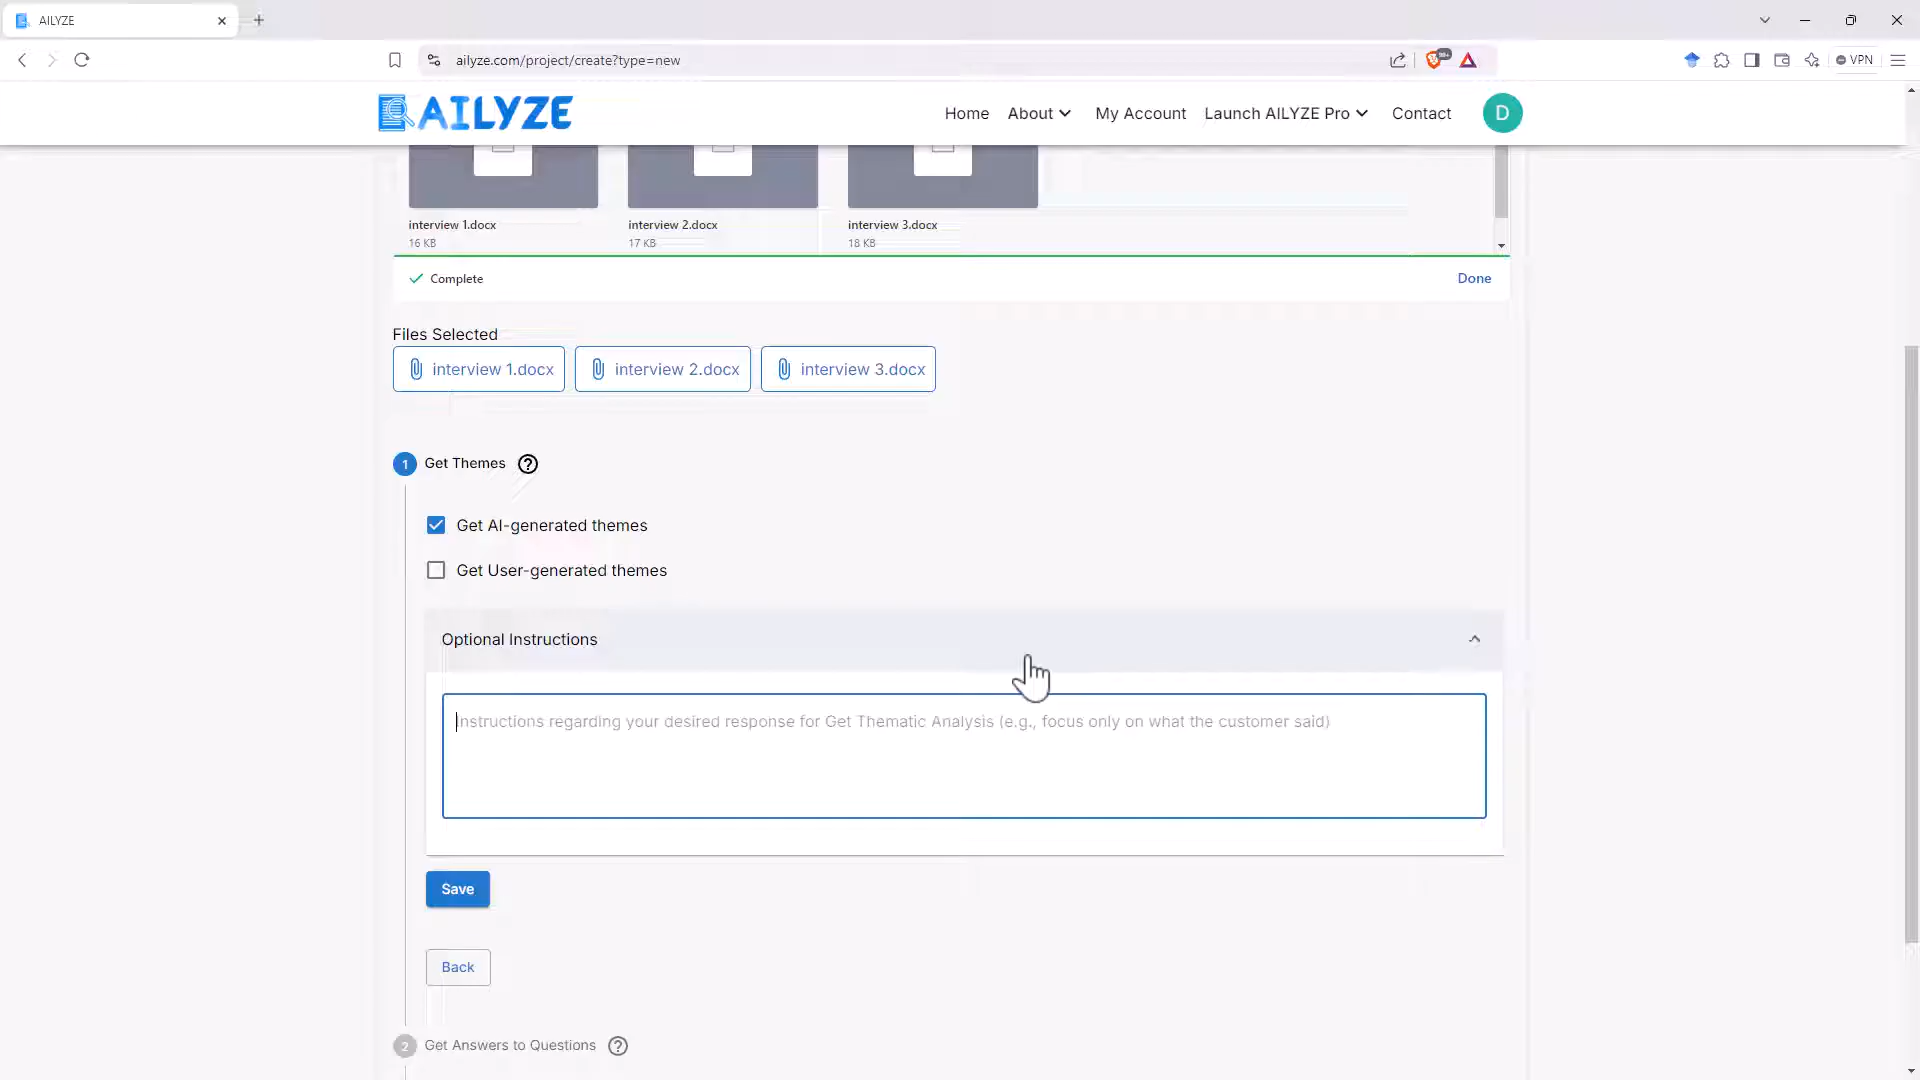 AILYZE
ailyze.com/project/create?type=new
99+
VPN
AILYZE
Home
About
My Account
Launch AILYZE Pro
Contact
D
interview 1.docx
interview 2.docx
interview 3.docx
16 KB
17 KB
18 KB
Complete
Done
Files Selected
interview 1.docx
interview 2.docx
interview 3.docx
1
Get Themes
?
Get AI-generated themes
Get User-generated themes
Optional Instructions
Instructions regarding your desired response for Get Thematic Analysis (e.g., focus only on what the customer said)
Save
Back
2
Get Answers to Questions
?